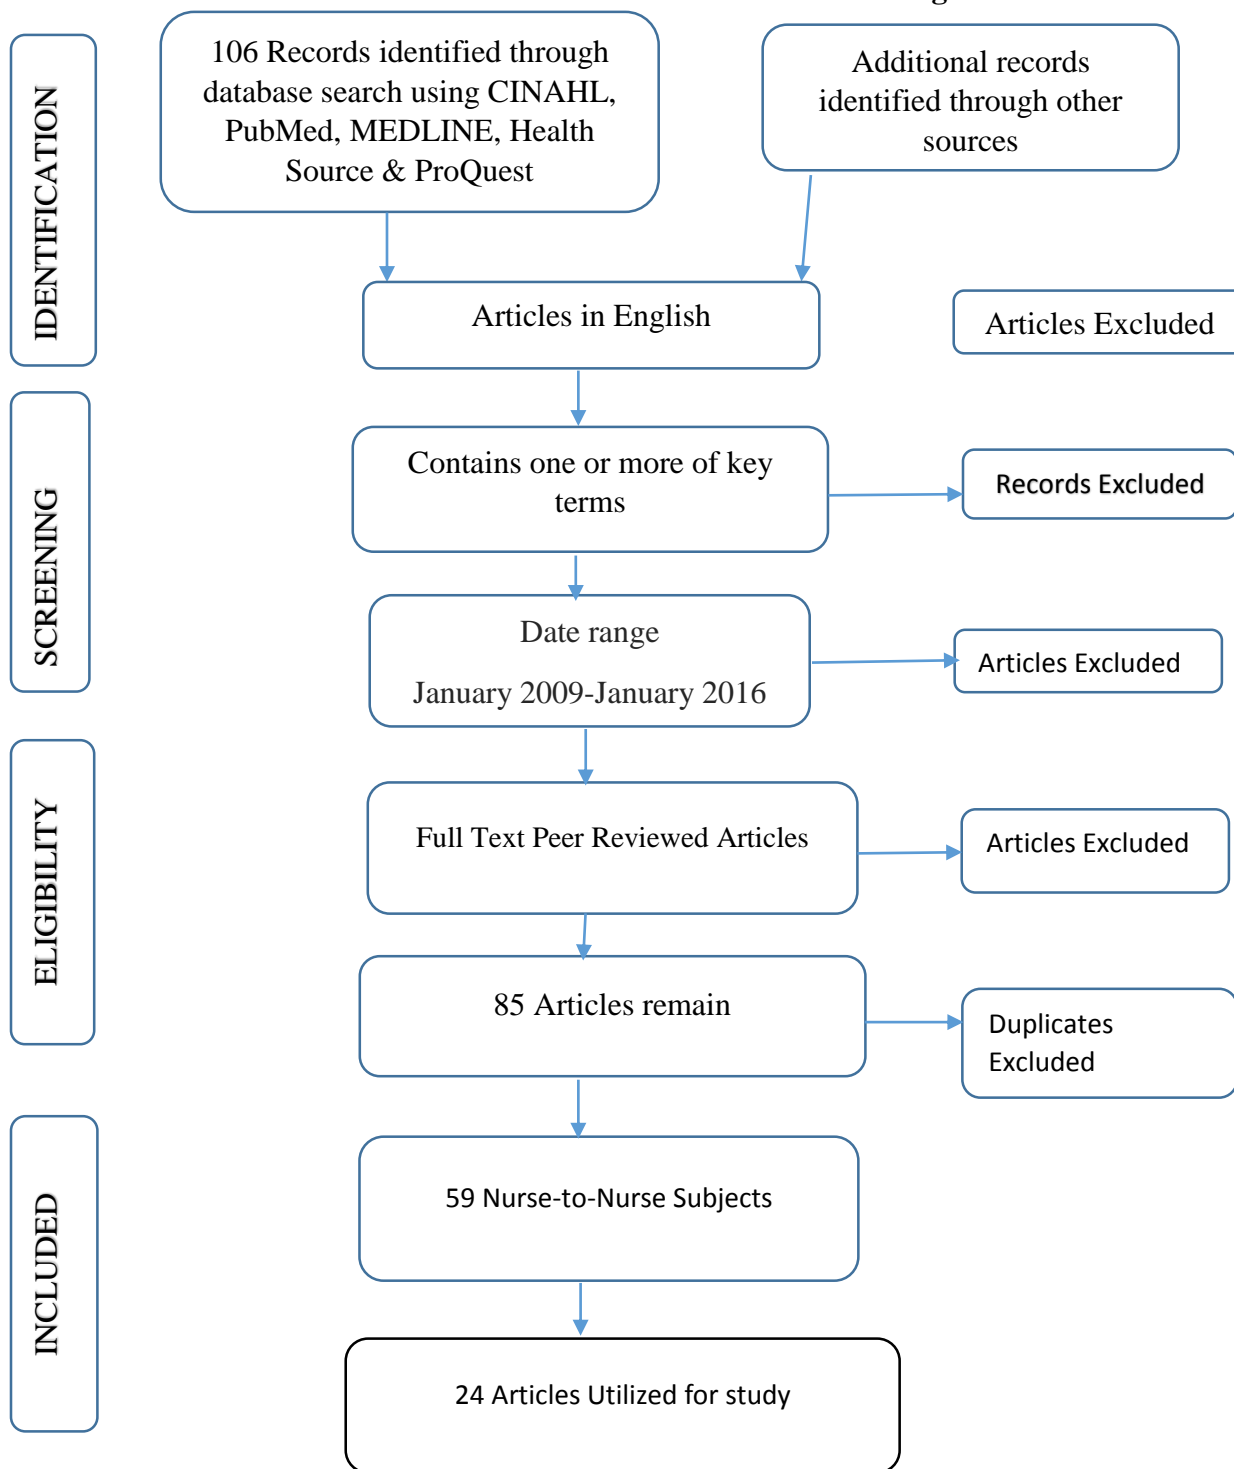 IDENTIFICATION
106 Records identified through
database search using CINAHL,
PubMed, MEDLINE, Health
Source & ProQuest
Additional records
identified through other
sources
Articles in English
Articles Excluded
SCREENING
Contains one or more of key
terms
Records Excluded
Date range
January 2009-January 2016
Articles Excluded
ELIGIBILITY
Full Text Peer Reviewed Articles
Articles Excluded
85 Articles remain
Duplicates
Excluded
INCLUDED
59 Nurse-to-Nurse Subjects
24 Articles Utilized for study